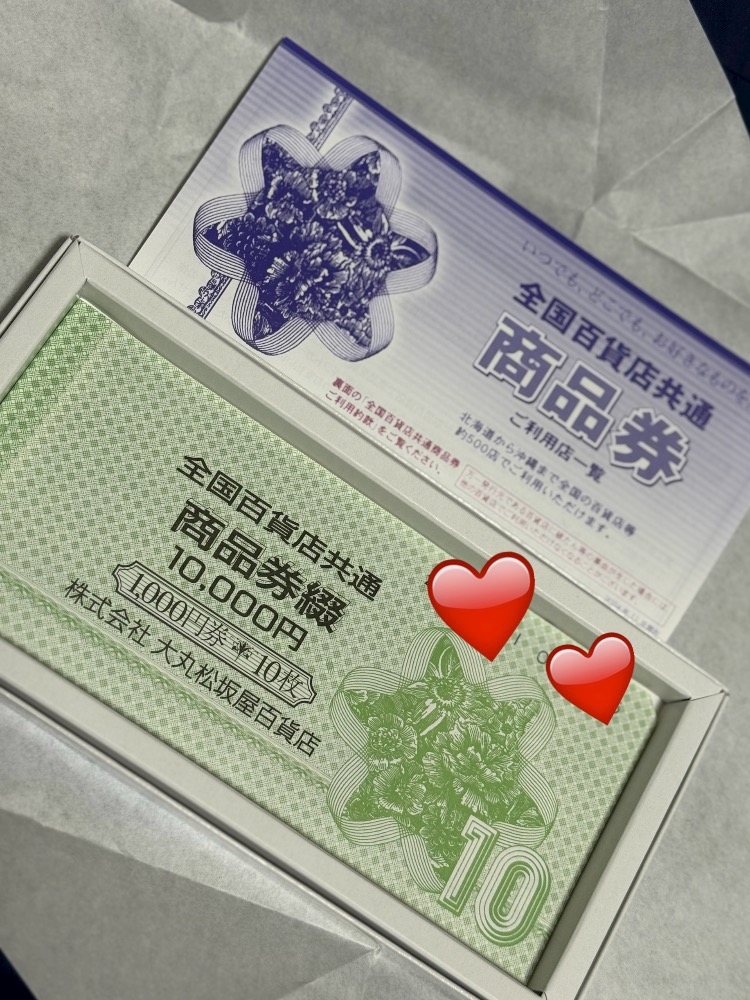 いつでも、どこでも、お好きなものを
全国百貨店共通
商品券
ご利用店一覧
北海道から沖縄まで全国の百貨店等
約500店でご利用いただけます。
裏面の「全国百貨店共通商品券
ご利用約款」をご覧ください。
全国百貨店共通
商品券綴
10,000円
1,000円券 10枚
株式会社 大丸松坂屋百貨店
10